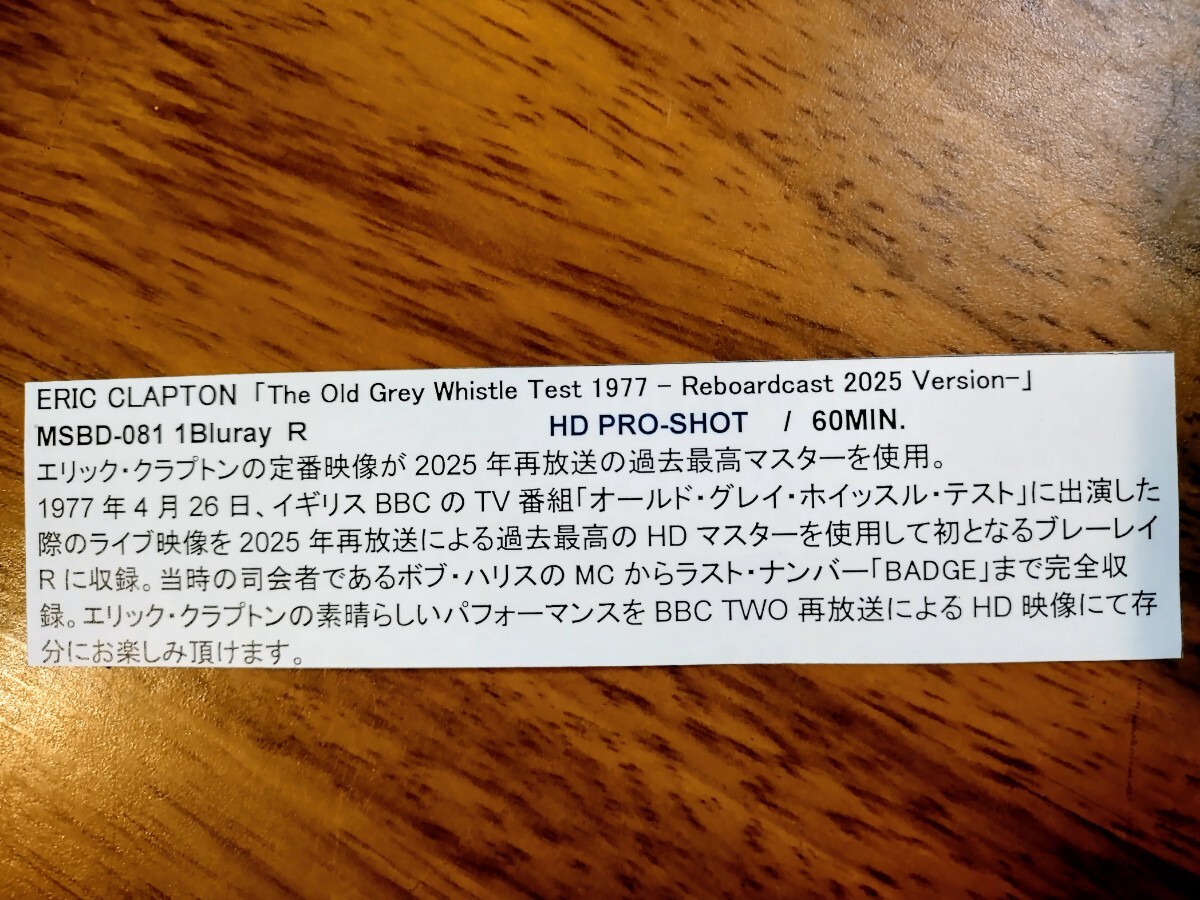 ERIC CLAPTON「The Old Grey Whistle Test 1977 - Reboardcast 2025 Version-」
MSBD-081 1Bluray R HD PRO-SHOT / 60MIN.
エリック・クラプトンの定番映像が 2025 年再放送の過去最高マスターを使用。
1977 年 4 月 26 日、イギリス BBC の TV 番組「オールド・グレイ・ホイッスル・テスト」に出演した
際のライブ映像を 2025 年再放送による過去最高の HD マスターを使用して初となるブレーレイ
R に収録。当時の司会者であるボブ・ハリスの MC からラスト・ナンバー「BADGE」まで完全収
録。エリック・クラプトンの素晴らしいパフォーマンスを BBC TWO 再放送による HD 映像にて存
分にお楽しみ頂けます。